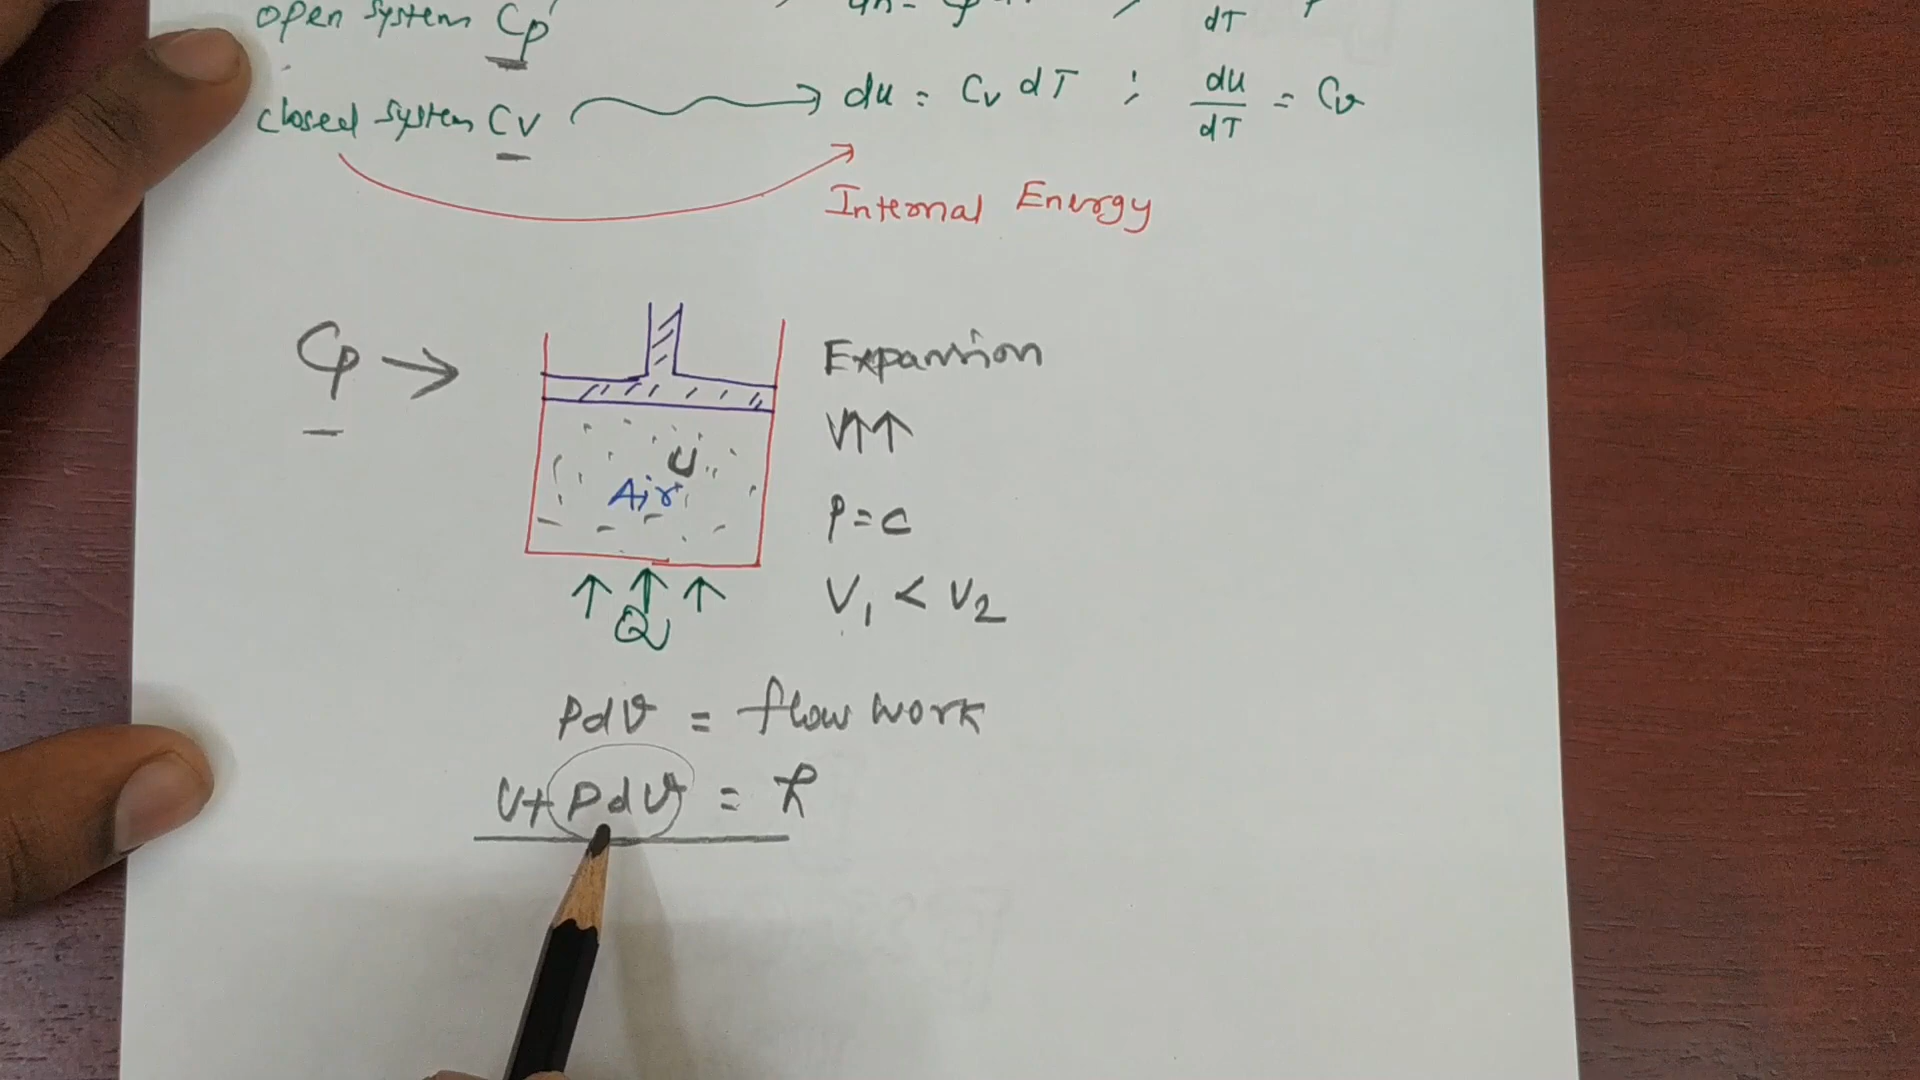 open system Cp
dT
closed system Cv
du = Cv dT ; du/dT = Cv
Internal Energy
Cp →
Expansion
V↑↑
U
Air
P = C
V1 < V2
Q
Pdv = flow work
U + Pdv = h